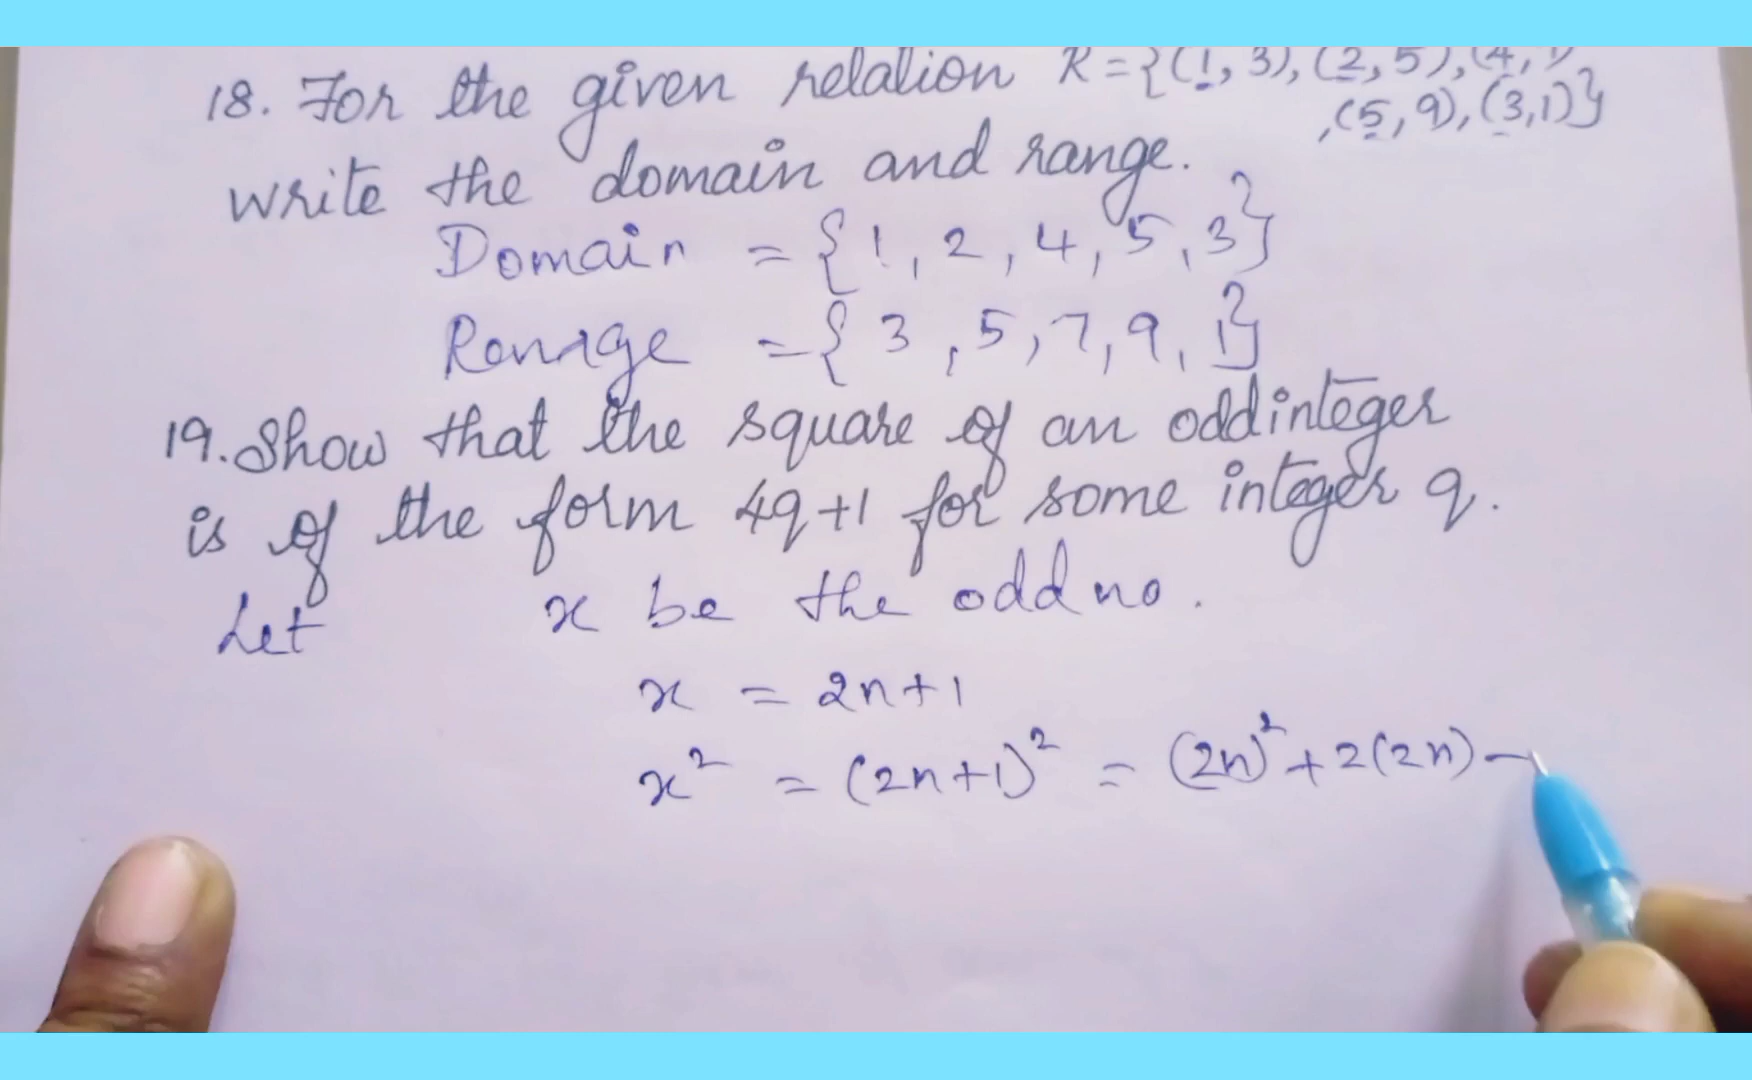 18. For the given relation R={(1,3),(2,5),(4,
,(5,9),(3,1)}
write the domain and range.
Domain = {1,2,4,5,3}
Ronage = {3,5,7,9,1}
19. Show that the square of an odd integer
is of the form 4q+1 for some integer q.
Let x be the odd no.
x = 2n+1
x² = (2n+1)² = (2n)²+2(2n)-